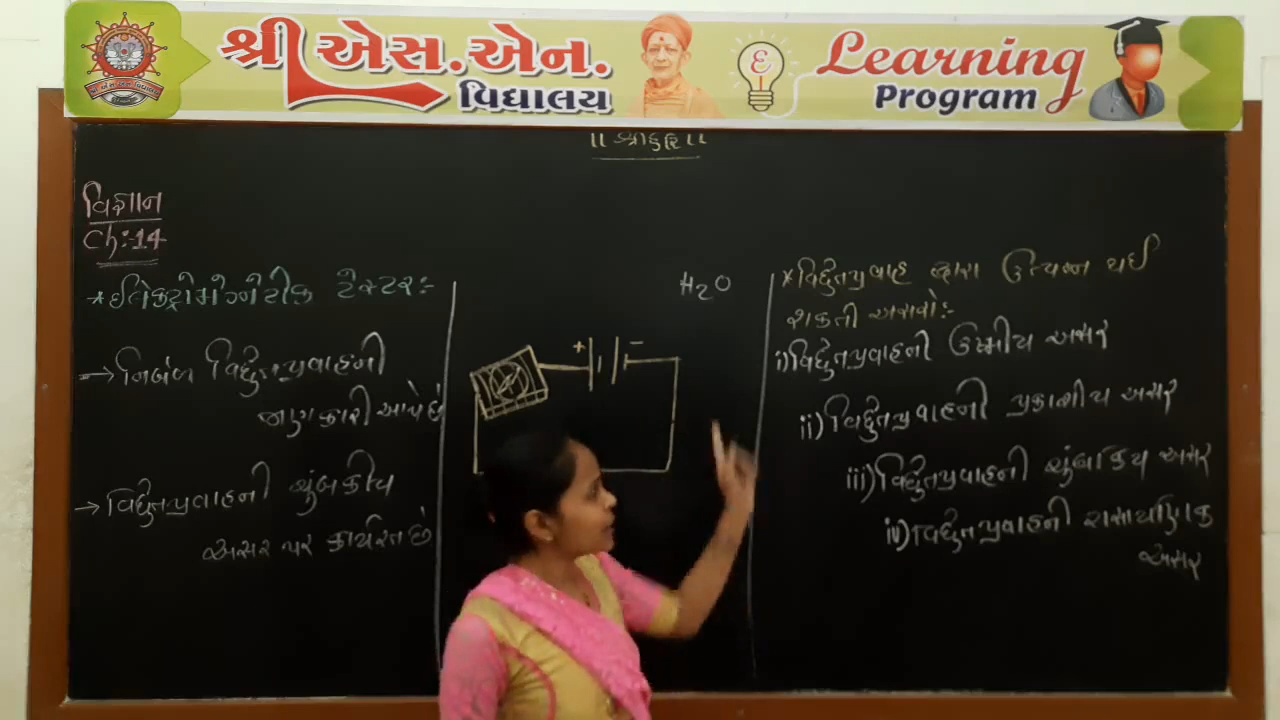 શ્રી એસ.એન.
વિદ્યાલય
Learning
Program
વિજ્ઞાન
Ch:-14
*ઇલેક્ટ્રોમેગ્નેટીક ટેસ્ટર:-
→ નિર્બળ વિદ્યુતપ્રવાહની
જાણકારી આપે છે
→ વિદ્યુતપ્રવાહની ચુંબકીય
અસર પર કાર્યરત છે
H2O
+ -
*વિદ્યુતપ્રવાહ દ્વારા ઉત્પન્ન થઈ
શકતી અસરો:-
i) વિદ્યુતપ્રવાહની ઉષ્મીય અસર
ii) વિદ્યુતપ્રવાહની પ્રકાશીય અસર
iii) વિદ્યુતપ્રવાહની ચુંબકિય અસર
iv) વિદ્યુતપ્રવાહની રાસાયણિક
અસર